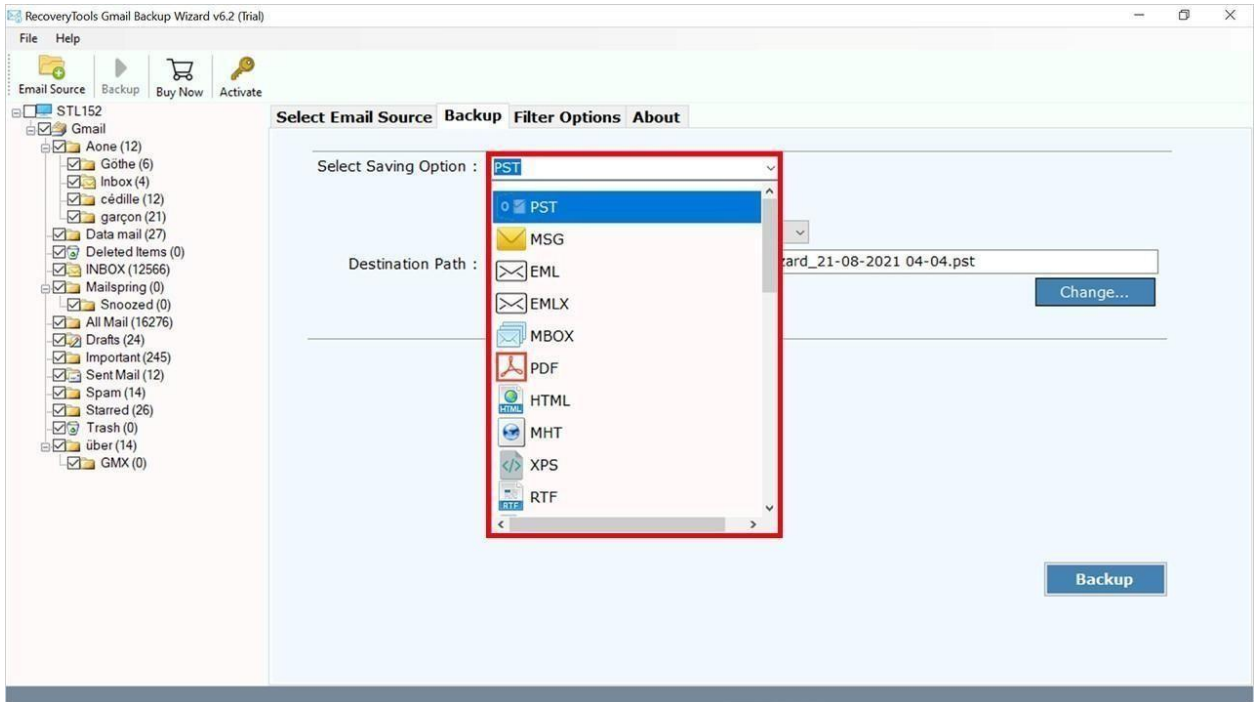 RecoveryTools Gmail Backup Wizard v6.2 (Trial)
File Help
Email Source Backup Buy Now Activate
STL152
Gmail
Aone (12)
Göthe (6)
Inbox (4)
cédille (12)
garçon (21)
Data mail (27)
Deleted Items (0)
INBOX (12566)
Mailspring (0)
Snoozed (0)
All Mail (16276)
Drafts (24)
Important (245)
Sent Mail (12)
Spam (14)
Starred (26)
Trash (0)
über (14)
GMX (0)
Select Email Source Backup Filter Options About
Select Saving Option : PST
PST
MSG
EML
EMLX
MBOX
PDF
HTML
HTML
MHT
XPS
RTF
RTF
Destination Path : zard_21-08-2021 04-04.pst
Change...
Backup